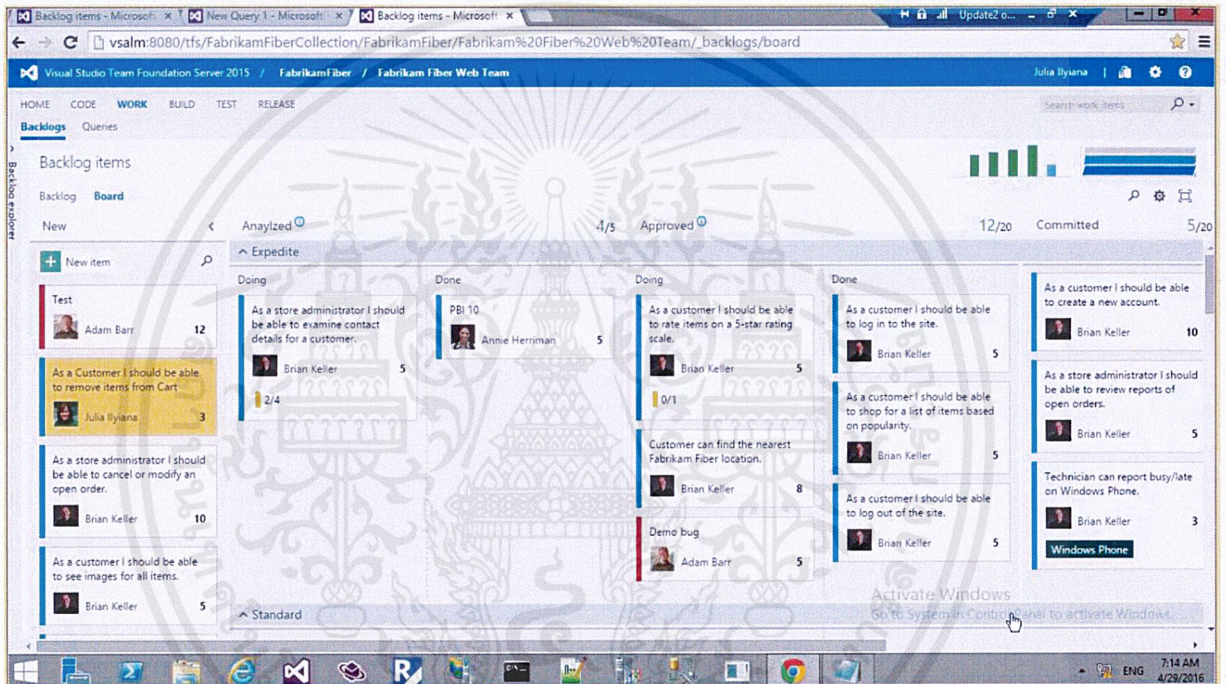 Backlog items - Microsoft
New Query 1 - Microsoft
Backlog items - Microsoft
Update2 o...
vsalm:8080/tfs/FabrikamFiberCollection/FabrikamFiber/Fabrikam%20Fiber%20Web%20Team/_backlogs/board
Visual Studio Team Foundation Server 2015 / FabrikamFiber / Fabrikam Fiber Web Team
Julia Ilyiana
HOME CODE WORK BUILD TEST RELEASE
Search work items
Backlogs Queries
Backlog explorer
Backlog items
Backlog Board
New
Anaylzed 4/5
Approved 12/20
Committed 5/20
New item
Test
Adam Barr 12
As a Customer I should be able
to remove items from Cart
Julia Ilyiana 3
As a store administrator I should
be able to cancel or modify an
open order.
Brian Keller 10
As a customer I should be able
to see images for all items.
Brian Keller 5
Expedite
Doing
As a store administrator I should
be able to examine contact
details for a customer.
Brian Keller 5
2/4
Done
PBI 10
Annie Herriman 5
Doing
As a customer I should be able
to rate items on a 5-star rating
scale.
Brian Keller 5
0/1
Customer can find the nearest
Fabrikam Fiber location.
Brian Keller 8
Demo bug
Adam Barr 5
Done
As a customer I should be able
to log in to the site.
Brian Keller 5
As a customer I should be able
to shop for a list of items based
on popularity.
Brian Keller 5
As a customer I should be able
to log out of the site.
Brian Keller 5
As a customer I should be able
to create a new account.
Brian Keller 10
As a store administrator I should
be able to review reports of
open orders.
Brian Keller 5
Technician can report busy/late
on Windows Phone.
Brian Keller 3
Windows Phone
Standard
Activate Windows
Go to System in Control Panel to activate Windows.
ENG
7:14 AM
4/29/2016